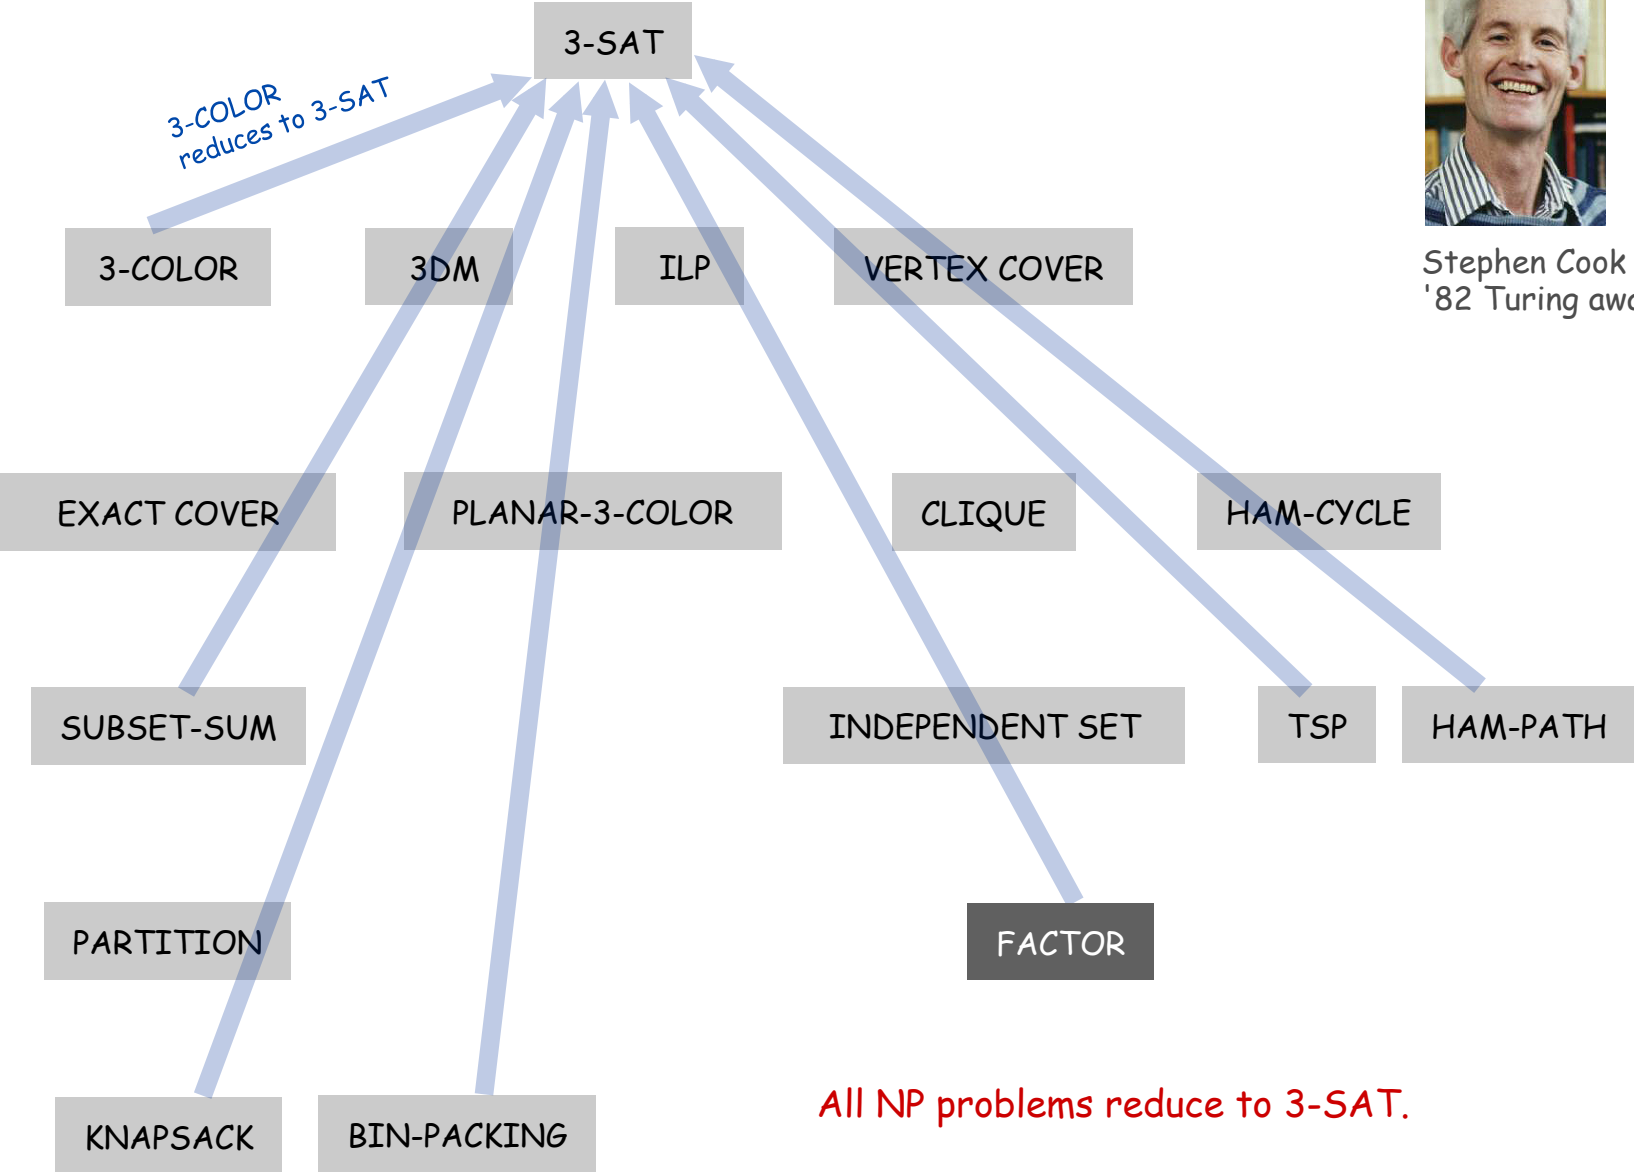 3-SAT
3-COLOR
reduces to 3-SAT
Stephen Cook
'82 Turing
3-COLOR
3DM
ILP
VERTEX COVER
EXACT COVER
PLANAR-3-COLOR
CLIQUE
HAM-CYCLE
SUBSET-SUM
INDEPENDENT SET
TSP
HAM-PATH
PARTITION
FACTOR
All NP problems reduce to 3-SAT.
KNAPSACK
BIN-PACKING